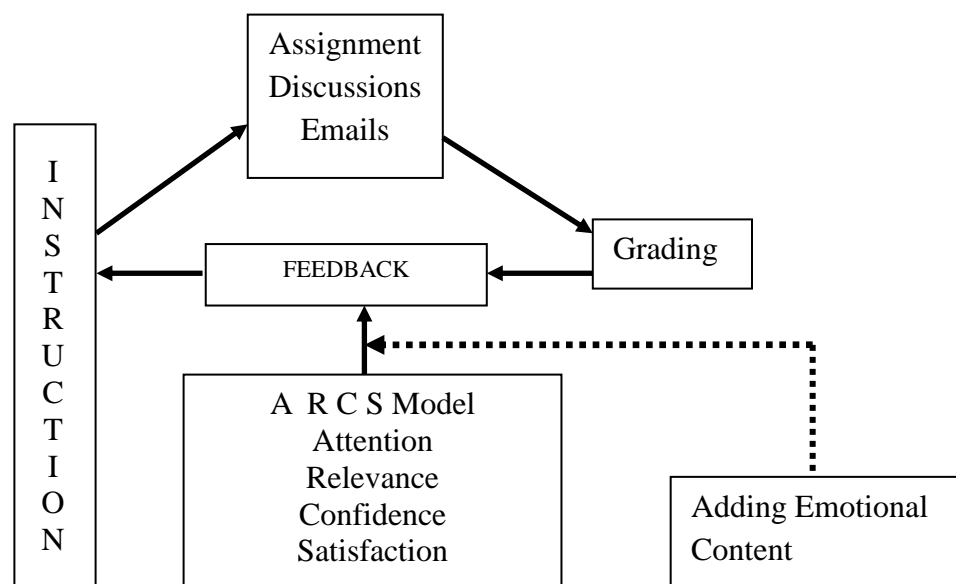 Assignment
Discussions
Emails
I
N
S
T
R
U
C
T
I
O
N
Grading
FEEDBACK
A R C S Model
Attention
Relevance
Confidence
Satisfaction
Adding Emotional
Content